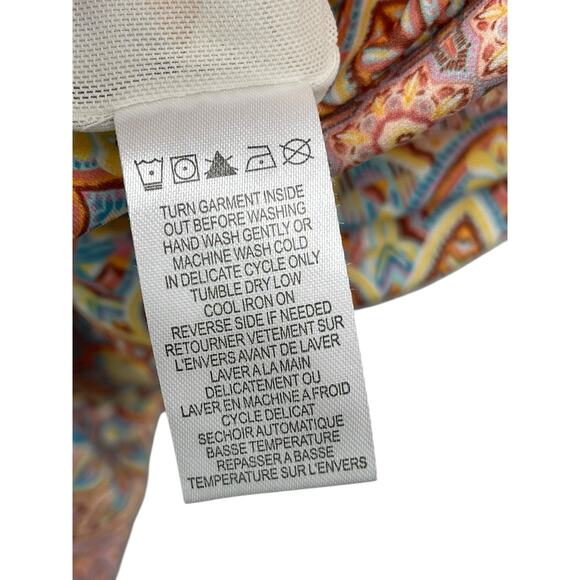 TURN GARMENT INSIDE
OUT BEFORE WASHING
HAND WASH GENTLY OR
MACHINE WASH COLD
IN DELICATE CYCLE ONLY
TUMBLE DRY LOW
COOL IRON ON
REVERSE SIDE IF NEEDED
RETOURNER VETEMENT SUR
L'ENVERS AVANT DE LAVER
LAVER A LA MAIN
DELICATEMENT OU
LAVER EN MACHINE A FROID
CYCLE DELICAT
SECHOIR AUTOMATIQUE
BASSE TEMPERATURE
REPASSER A BASSE
TEMPERATURE SUR L'ENVERS